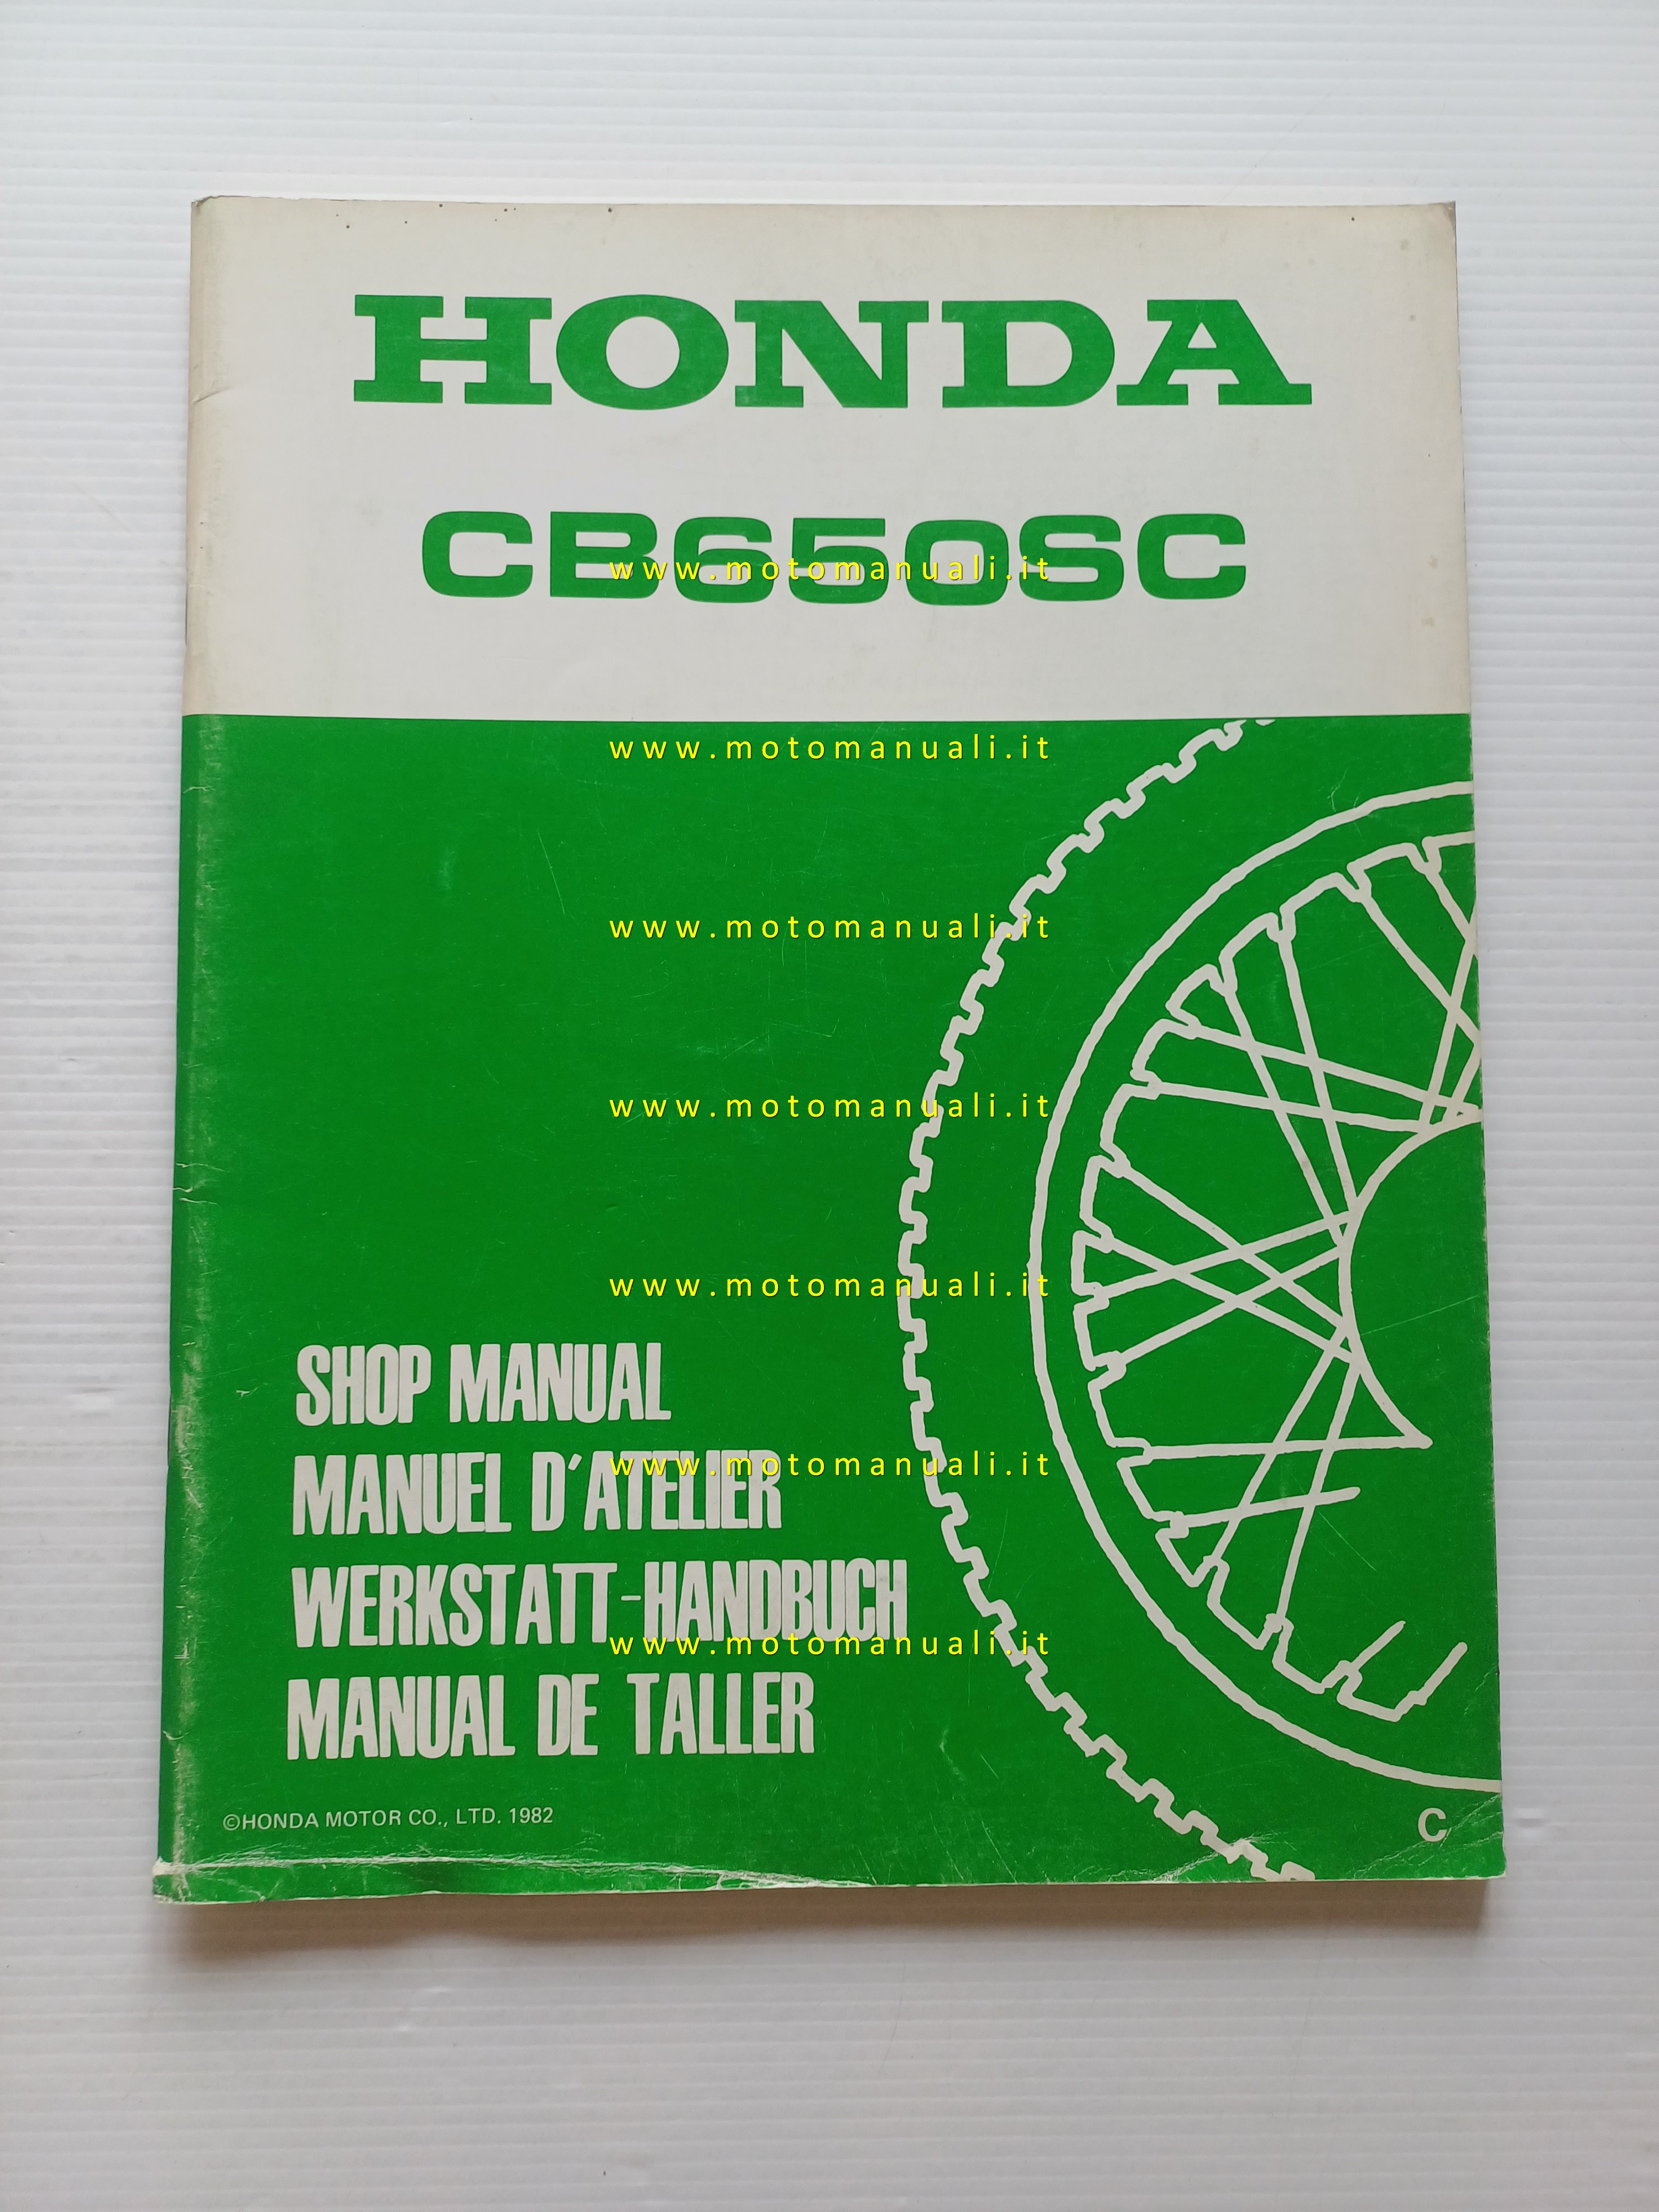 HONDA
CB650SC
www.motomanuali.it
www.motomanuali.it
www.motomanuali.it
www.motomanuali.it
www.motomanuali.it
SHOP MANUAL
MANUEL D'ATELIER
www.motomanuali.it
WERKSTATT-HANDBUCH
www.motomanuali.it
MANUAL DE TALLER
©HONDA MOTOR CO., LTD. 1982
C